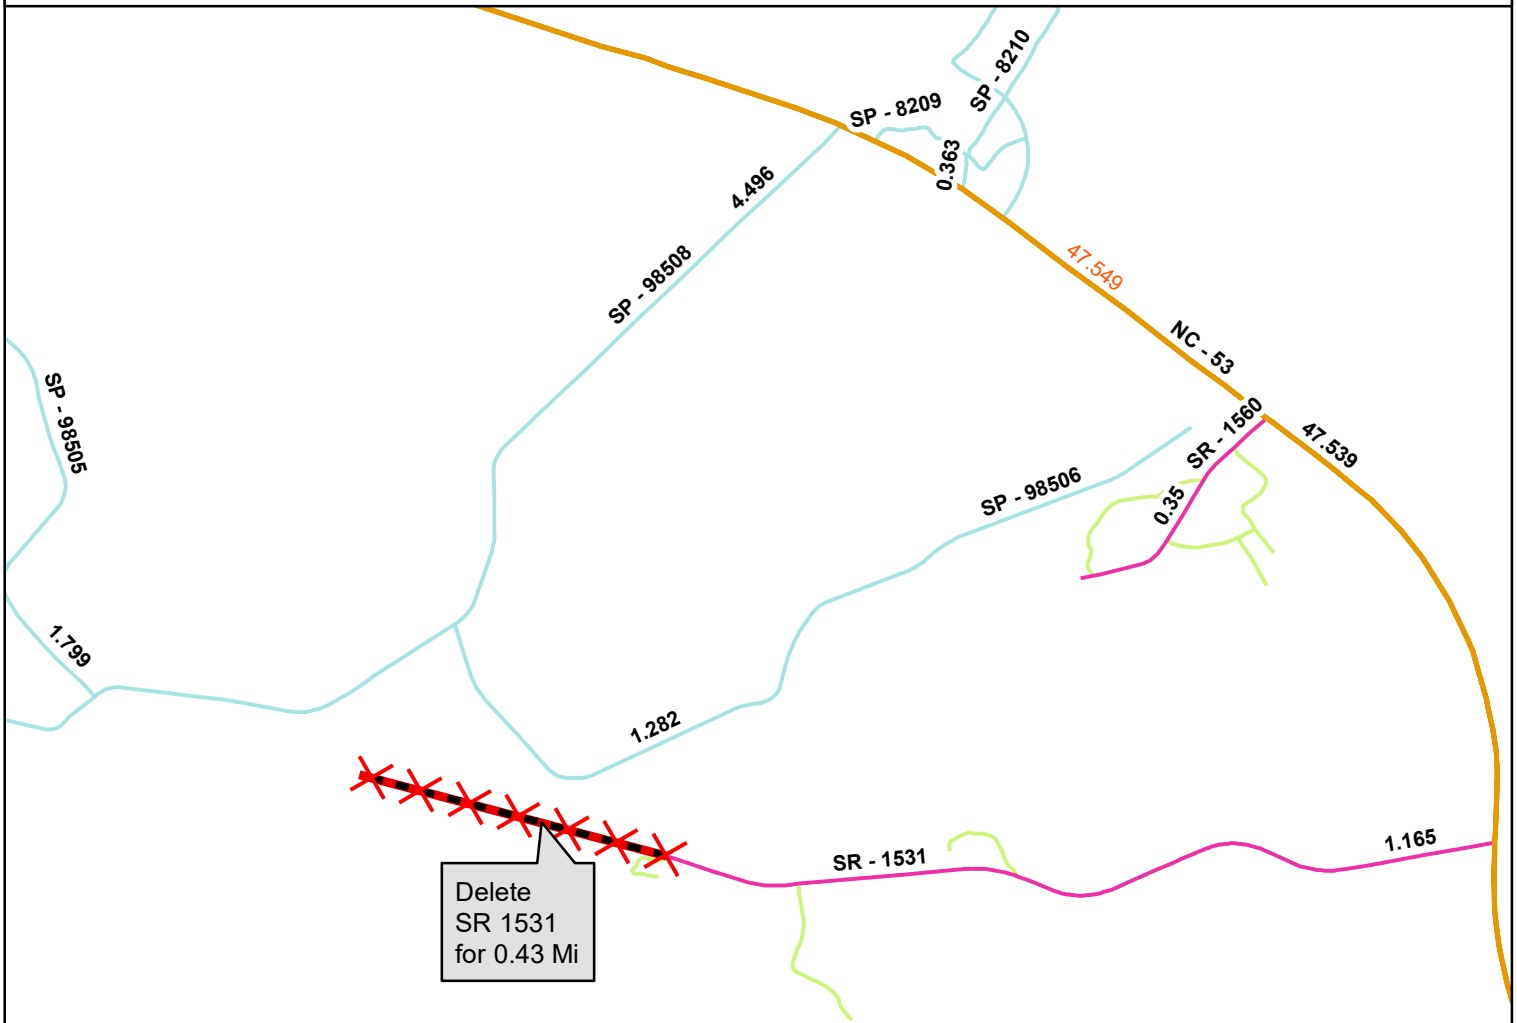 SP - 8210
SP - 8209
0.363
4.496
SP - 98508
47.549
NC - 53
SP - 98505
SR - 1560
47.539
SP - 98506
0.35
1.799
1.282
SR - 1531
1.165
Delete
SR 1531
for 0.43 Mi